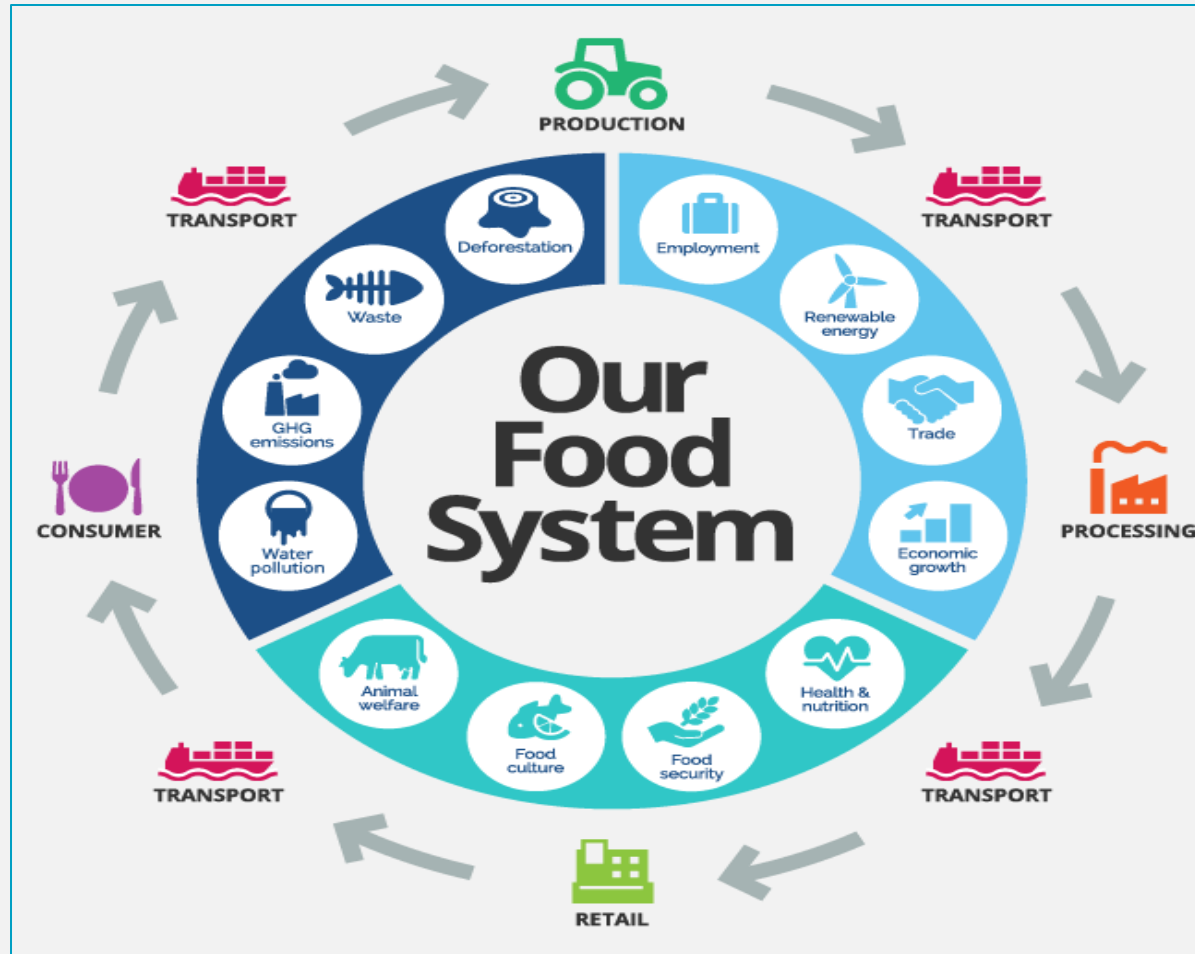 PRODUCTION
TRANSPORT
TRANSPORT
Deforestation
Employment
Waste
Renewable
energy
Our
Food
System
GHG
emissions
Trade
CONSUMER
PROCESSING
Water
pollution
Economic
growth
Animal
welfare
Health &
nutrition
Food
culture
Food
security
TRANSPORT
TRANSPORT
RETAIL